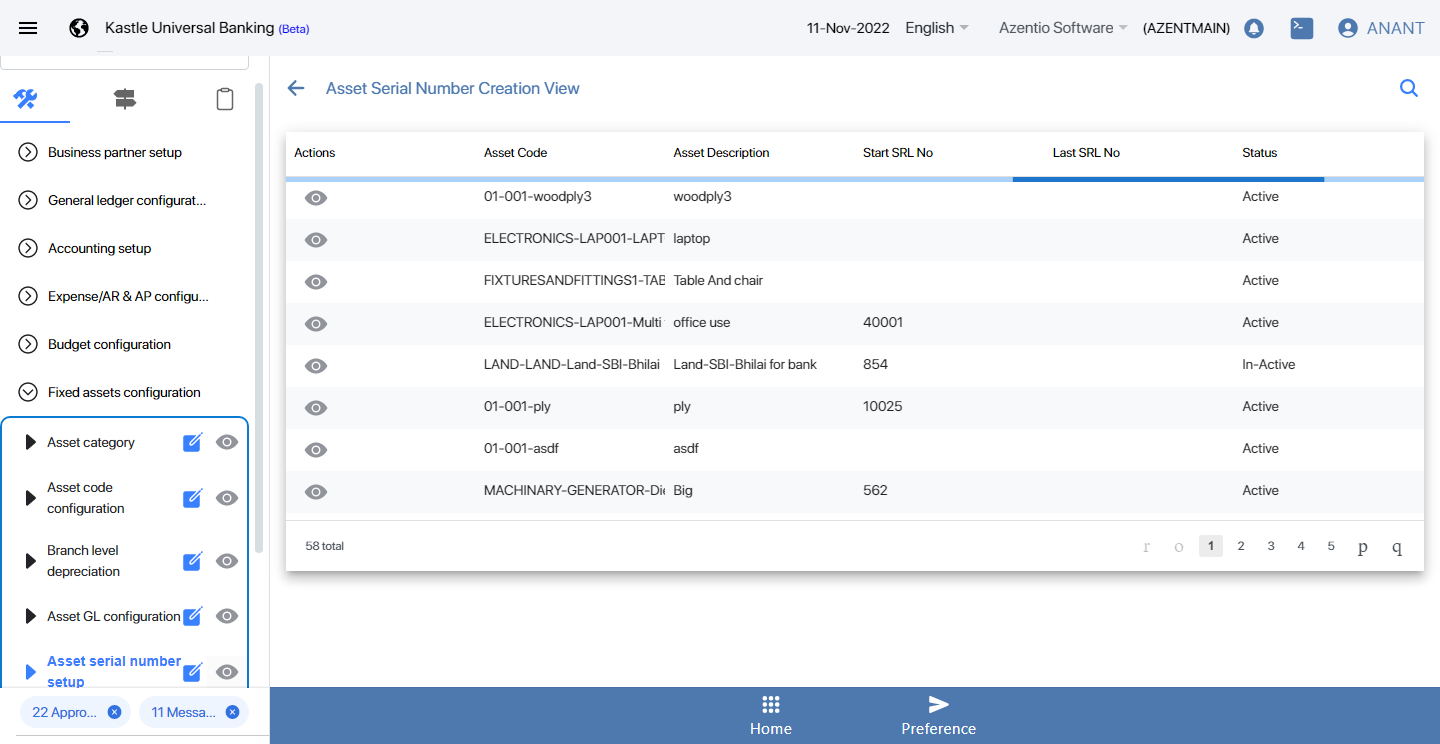 Kastle Universal Banking (Beta)
11-Nov-2022 English Azentio Software (AZENTMAIN) ANANT
Asset Serial Number Creation View
Business partner setup
General ledger configurat...
Accounting setup
Expense/AR & AP configu...
Budget configuration
Fixed assets configuration
Asset category
Asset code
configuration
Branch level
depreciation
Asset GL configuration
Asset serial number
setup
22 Appro... 11 Messa...
Actions Asset Code Asset Description Start SRL No Last SRL No Status
01-001-woodply3 woodply3 Active
ELECTRONICS-LAP001-LAPT laptop Active
FIXTURESANDFITTINGS1-TAB Table And chair Active
ELECTRONICS-LAP001-Multi office use 40001 Active
LAND-LAND-Land-SBI-Bhilai Land-SBI-Bhilai for bank 854 In-Active
01-001-ply ply 10025 Active
01-001-asdf asdf Active
MACHINARY-GENERATOR-Die Big 562 Active
58 total r o 1 2 3 4 5 p q
Home Preference